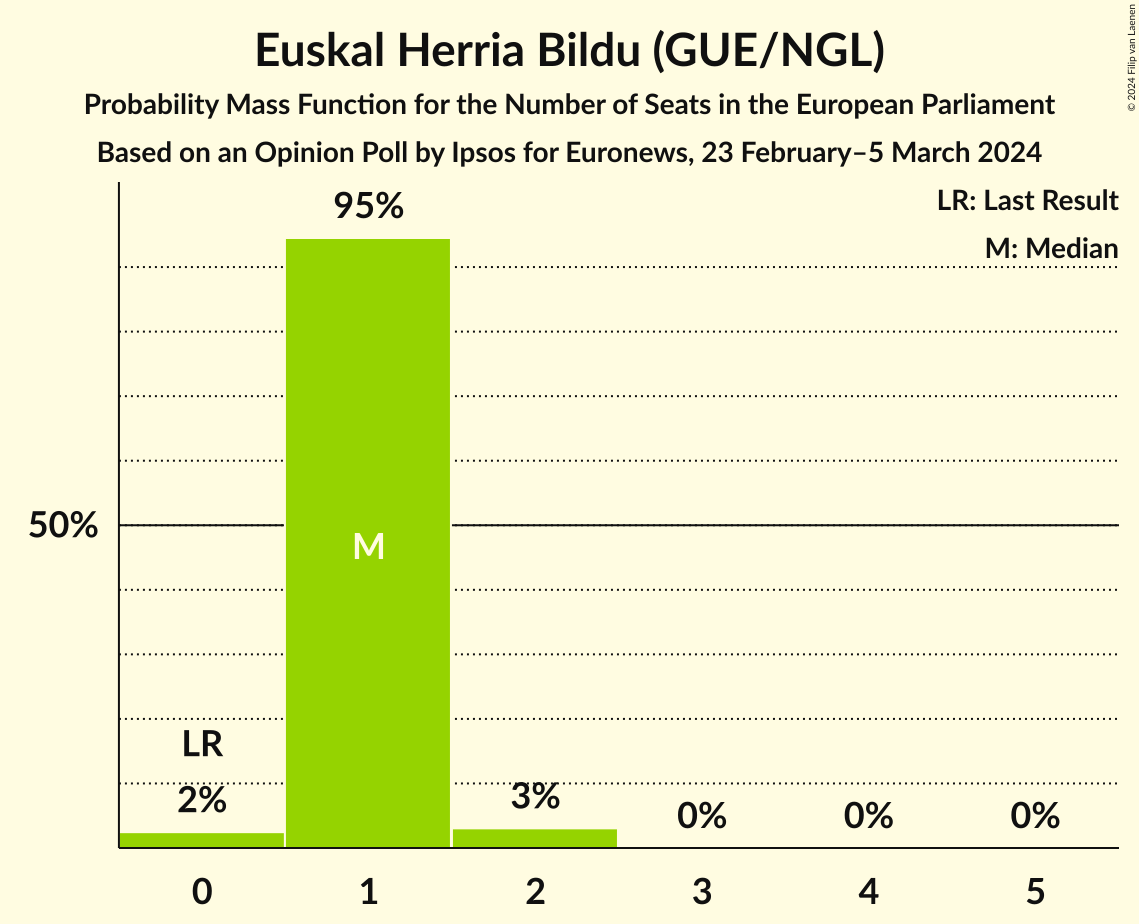 Euskal Herria Bildu (GUE/NGL)
Probability Mass Function for the Number of Seats in the European Parliament
Based on an Opinion Poll by Ipsos for Euronews, 23 February–5 March 2024
© 2024 Filip van Laenen
LR: Last Result
M: Median
95%
50%
M
LR
2%
3%
0%
0%
0%
0
1
2
3
4
5